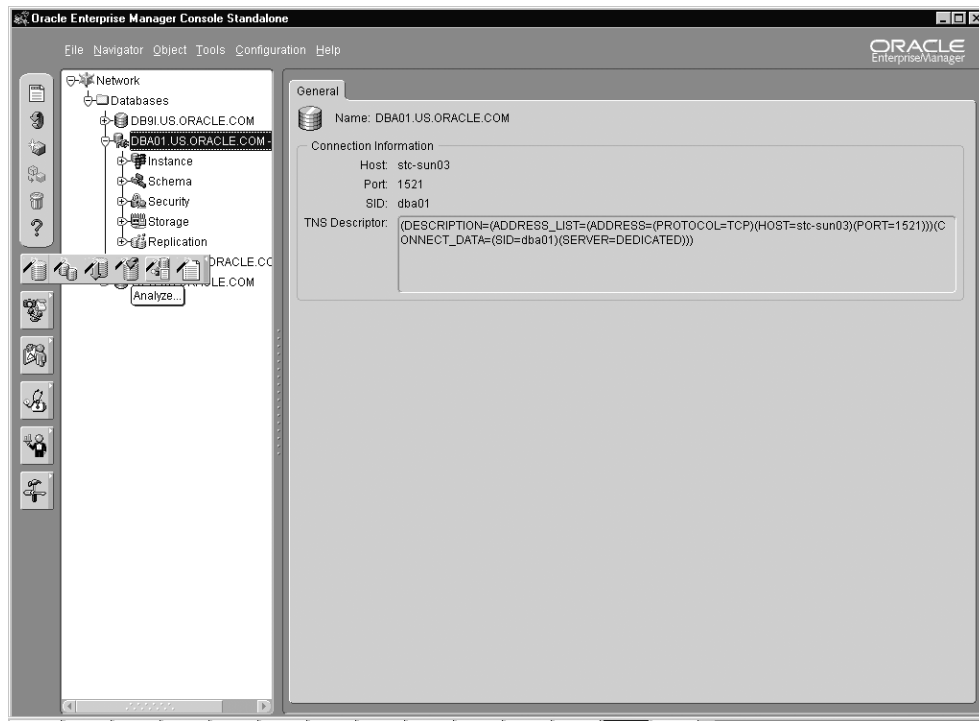 Oracle Enterprise Manager Console Standalone
File Navigator Object Tools Configuration Help
ORACLE
EnterpriseManager
Network
Databases
DB9I.US.ORACLE.COM
DBA01.US.ORACLE.COM -
Instance
Schema
Security
Storage
Replication
ORACLE.CO
.COM
Analyze...
General
Name: DBA01.US.ORACLE.COM
Connection Information
Host: stc-sun03
Port: 1521
SID: dba01
TNS Descriptor: (DESCRIPTION=(ADDRESS_LIST=(ADDRESS=(PROTOCOL=TCP)(HOST=stc-sun03)(PORT=1521)))(C
ONNECT_DATA=(SID=dba01)(SERVER=DEDICATED)))